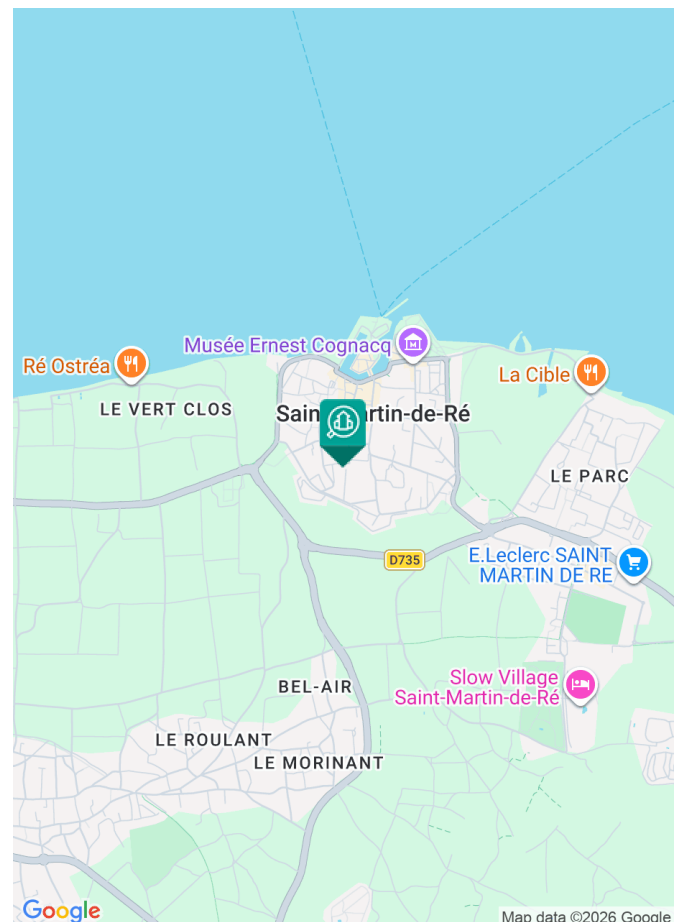 Musée Ernest Cognacq
Ré Ostréa
La Cible
LE VERT CLOS
Saint-Martin-de-Ré
LE PARC
D735
E.Leclerc SAINT
MARTIN DE RE
Slow Village
Saint-Martin-de-Ré
BEL-AIR
LE ROULANT
LE MORINANT
Google
Map data ©2026 Google